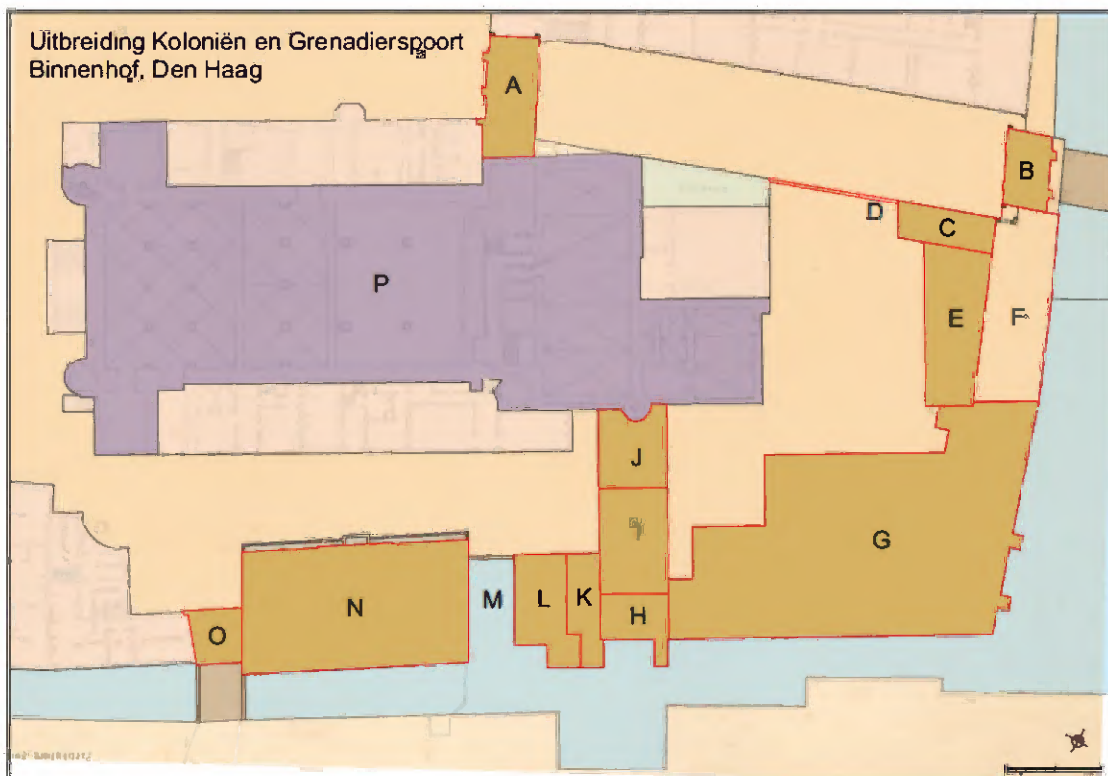 Uitbreiding Koloniën en Grenadierspoort
Binnenhof, Den Haag
A
B
D
C
P
E
F
J
G
N
M
L
K
H
O